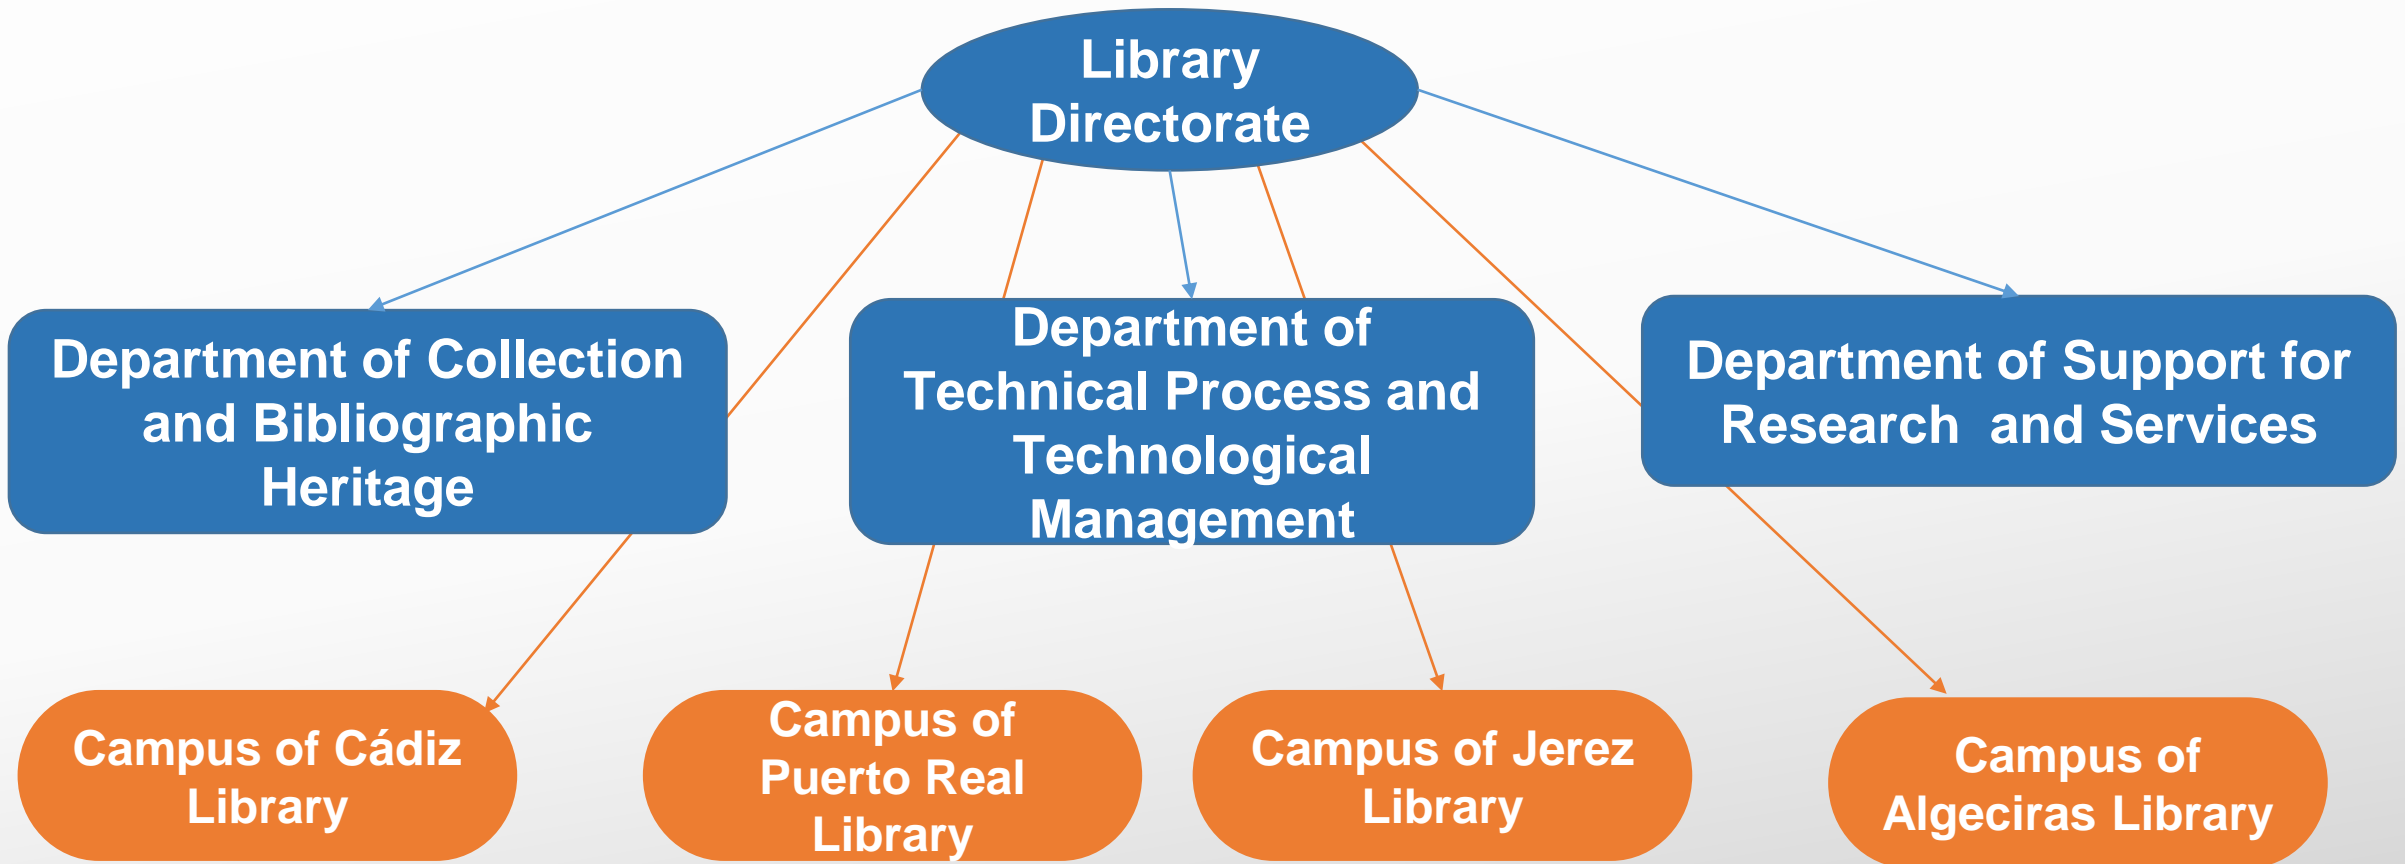 Library
Directorate
Department of Collection
and Bibliographic
Heritage
Department of
Technical Process and
Technological
Management
Department of Support for
Research  and Services
Campus of Cádiz
Library
Campus of
Puerto Real
Library
Campus of Jerez
Library
Campus of
Algeciras Library